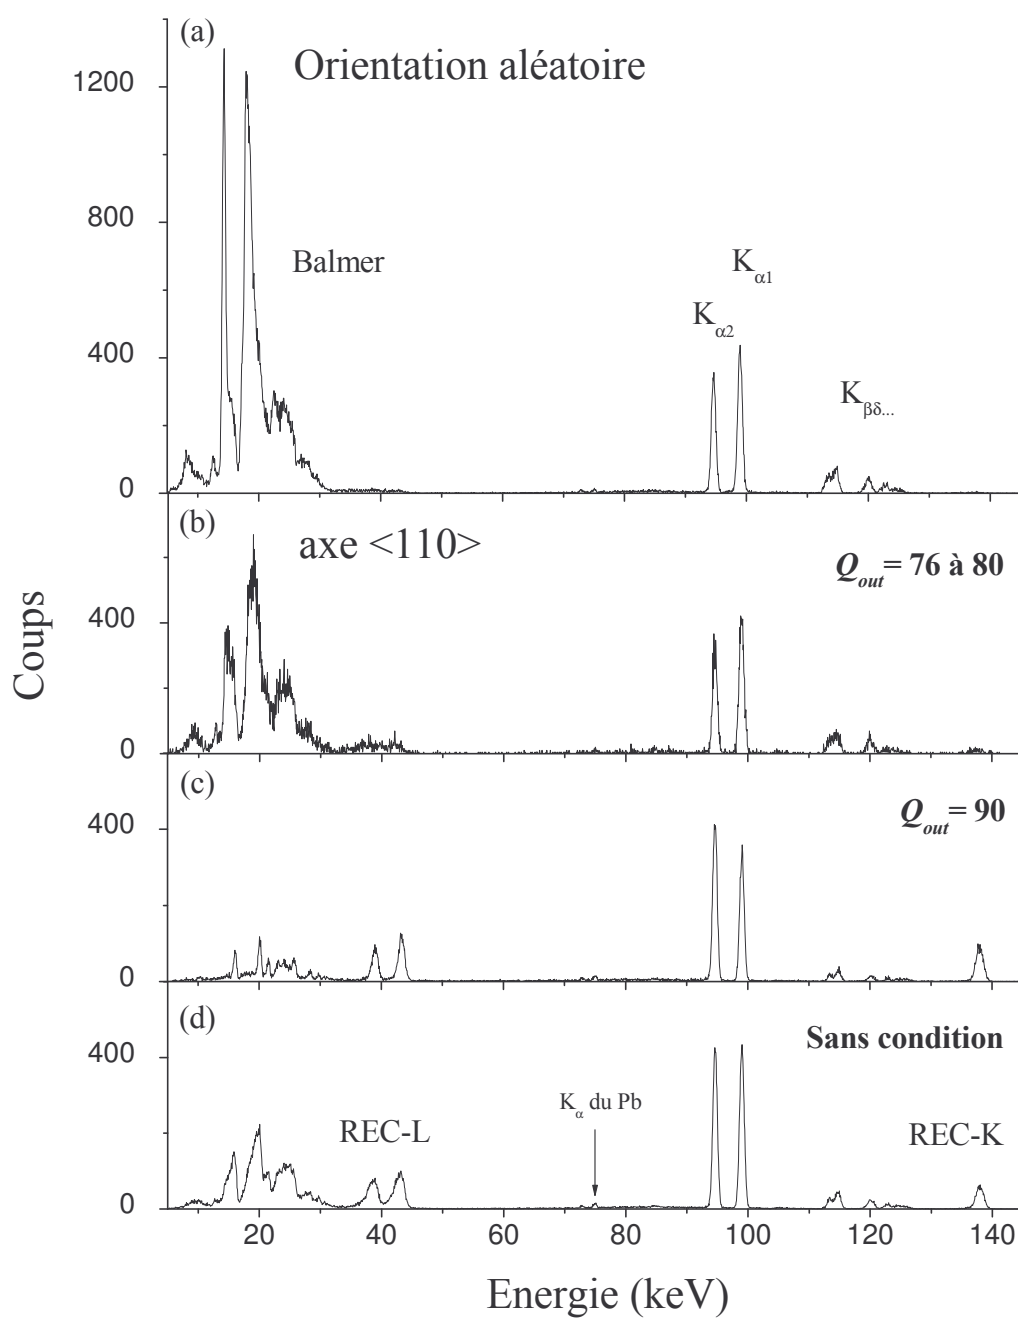 (a)
Orientation aléatoire
1200
800
400
0
Balmer
Kα1
Kα2
Kβδ...
(b)
axe <110>
Qout= 76 à 80
400
0
Coups
(c)
Qout= 90
400
0
(d)
Sans condition
400
0
REC-L
Kα du Pb
REC-K
20 40 60 80 100 120 140
Energie (keV)